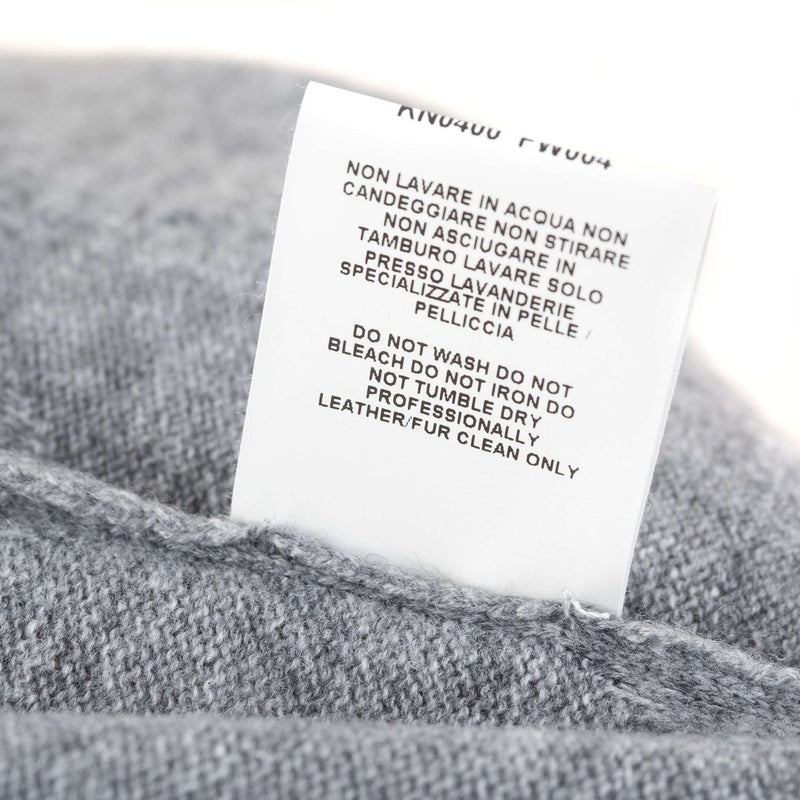 KN0400 FW004
NON LAVARE IN ACQUA NON
CANDEGGIARE NON STIRARE
NON ASCIUGARE IN
TAMBURO LAVARE SOLO
PRESSO LAVANDERIE
SPECIALIZZATE IN PELLE /
PELLICCIA
DO NOT WASH DO NOT
BLEACH DO NOT IRON DO
NOT TUMBLE DRY
PROFESSIONALLY
LEATHER/FUR CLEAN ONLY